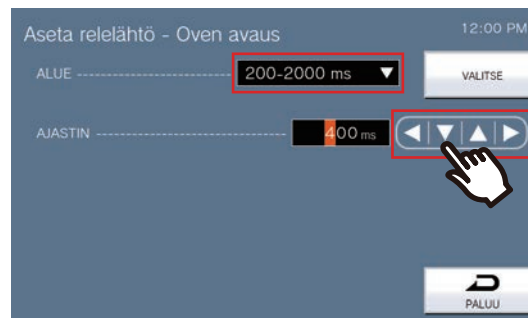 Aseta relelähtö - Oven avaus 12:00 PM
ALUE 200-2000 ms VALITSE
AJASTIN 400 ms
PALUU